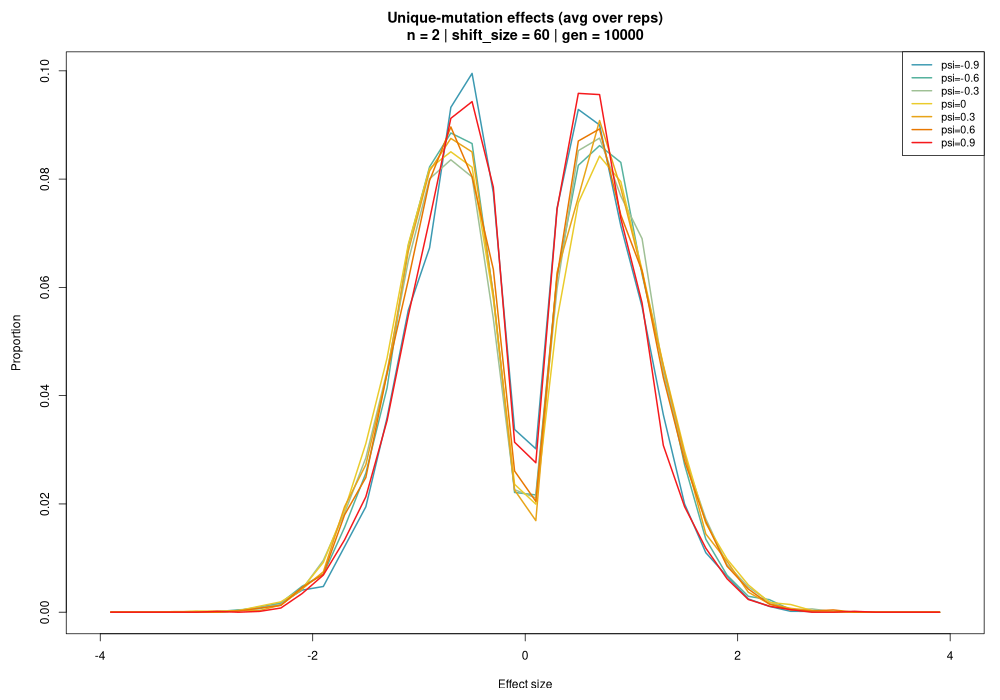 Unique-mutation effects (avg over reps)
n = 2 | shift_size = 60 | gen = 10000
psi=-0.9
psi=-0.6
psi=-0.3
psi=0
psi=0.3
psi=0.6
psi=0.9
Proportion
0.10
0.08
0.06
0.04
0.02
0.00
-4 -2 0 2 4
Effect size